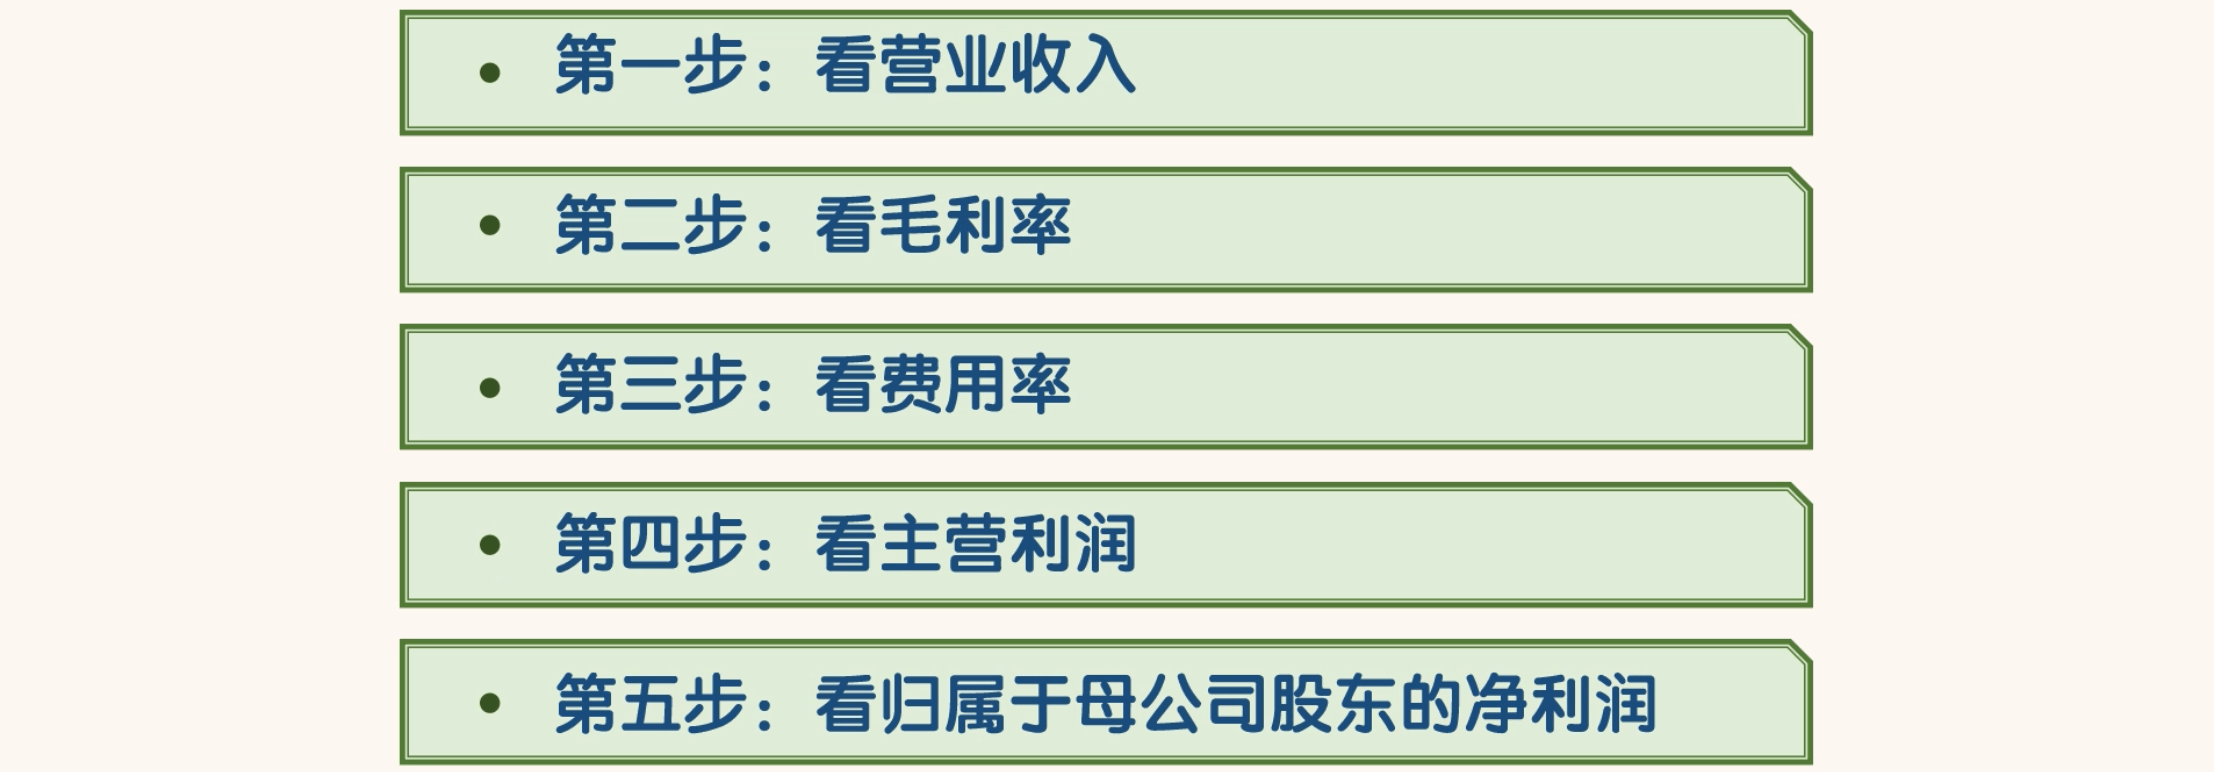 • 第一步：看营业收入
• 第二步：看毛利率
• 第三步：看费用率
• 第四步：看主营利润
• 第五步：看归属于母公司股东的净利润